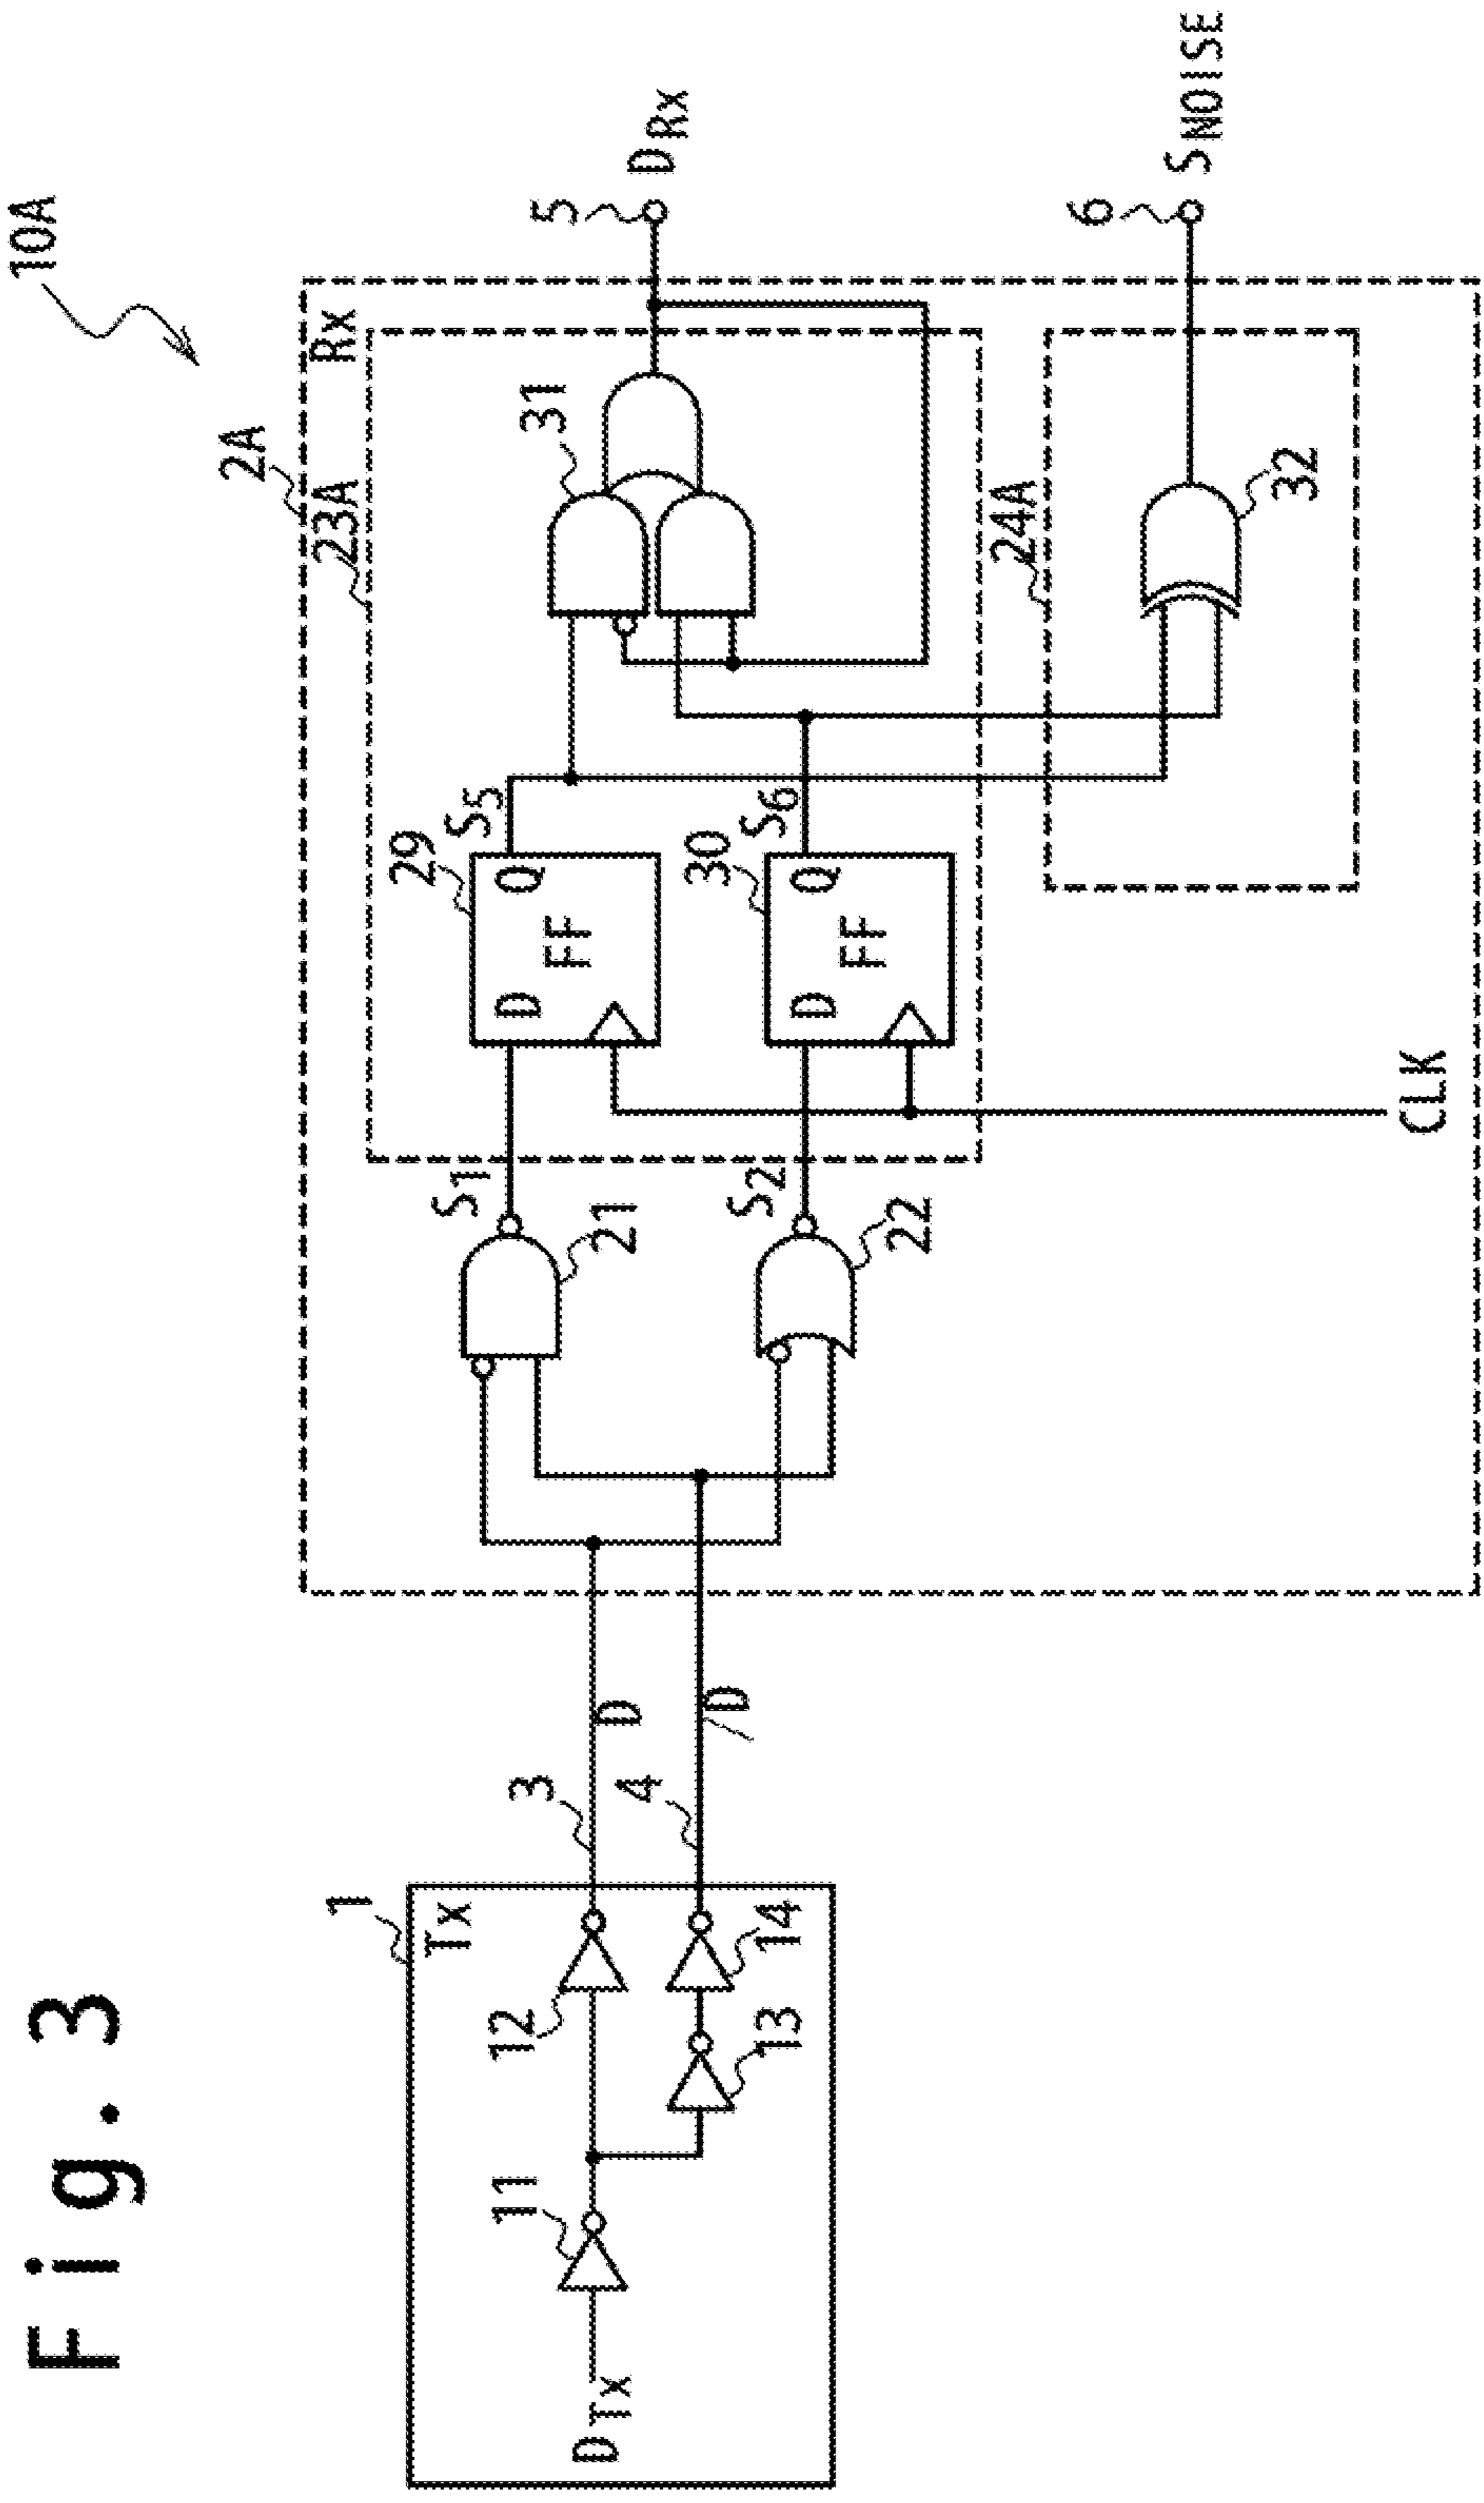 Fig. 3
10A
2A
Rx
23A
1
Tx
DTx
11
12
13
14
3
4
D
/D
21
22
S1
S2
29
D
Q
FF
S5
30
D
Q
FF
S6
31
5
DRx
24A
32
6
SNOISE
CLK